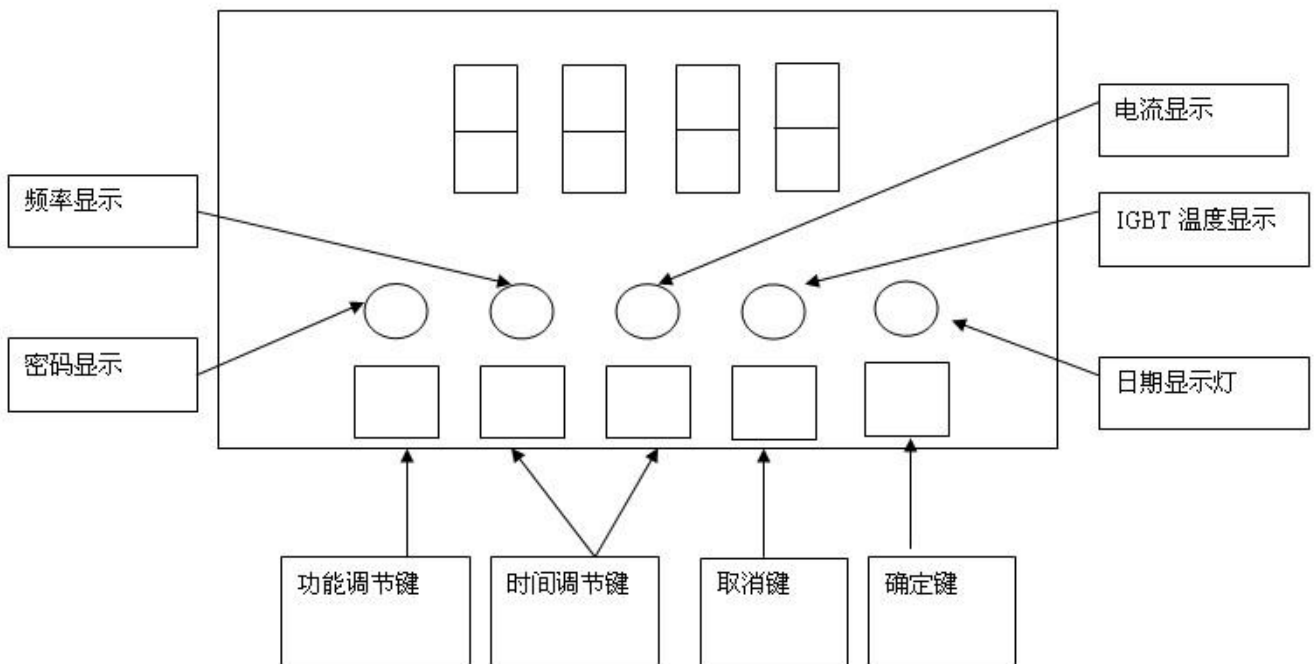 电流显示
频率显示
IGBT 温度显示
密码显示
日期显示灯
功能调节键
时间调节键
取消键
确定键